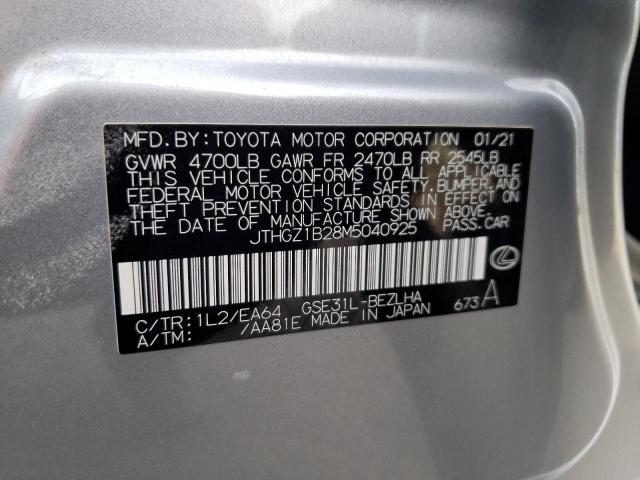 MFD. BY: TOYOTA MOTOR CORPORATION 01/21
GVWR 4700LB GAWR FR 2470LB RR 2545LB
THIS VEHICLE CONFORMS TO ALL APPLICABLE
FEDERAL MOTOR VEHICLE SAFETY, BUMPER, AND
THEFT PREVENTION STANDARDS IN EFFECT ON
THE DATE OF MANUFACTURE SHOWN ABOVE.
JTHGZ1B28M5040925 PASS. CAR
C/TR: 1L2/EA64 GSE31L-BEZLHA
A/TM: /AA81E MADE IN JAPAN 673 A